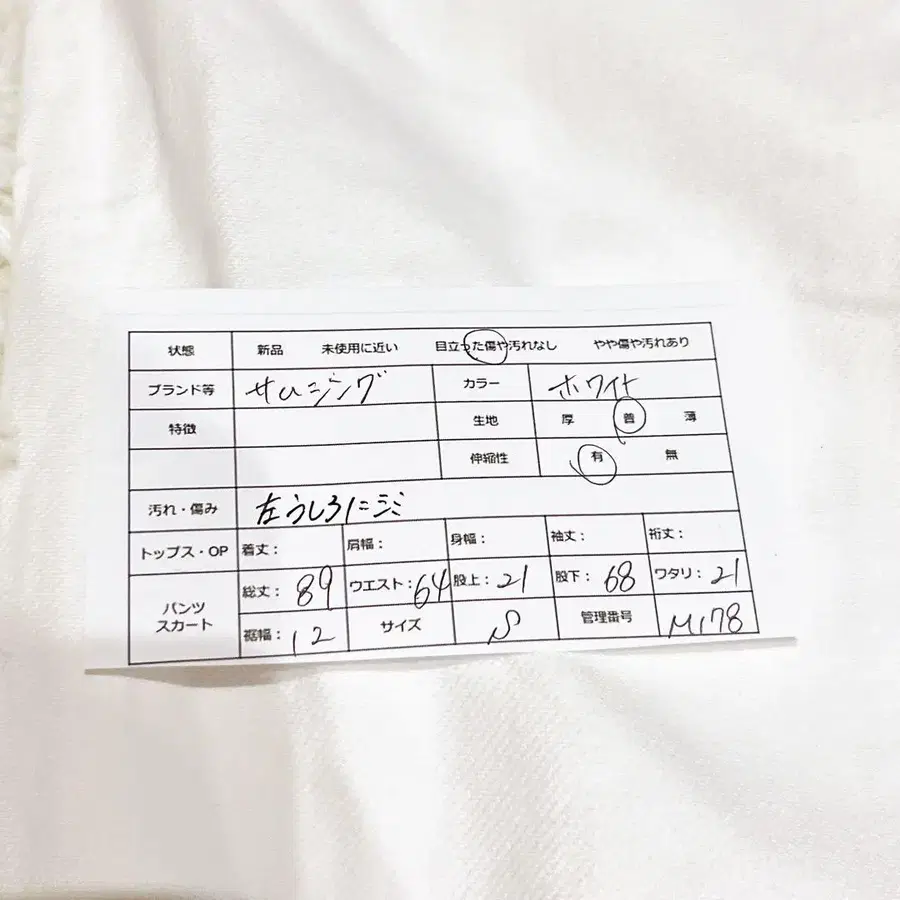 状態 新品 未使用に近い 目立った傷や汚れなし やや傷や汚れあり
ブランド等 カラー ホワイト
特徴 生地 厚 普 薄
伸縮性 有 無
汚れ・傷み 左うしろにシミ
トップス・OP 着丈： 肩幅： 身幅： 袖丈： 裄丈：
パンツ スカート 総丈：89 ウエスト：64 股上：21 股下：68 ワタリ：21
裾幅：12 サイズ S 管理番号 M178